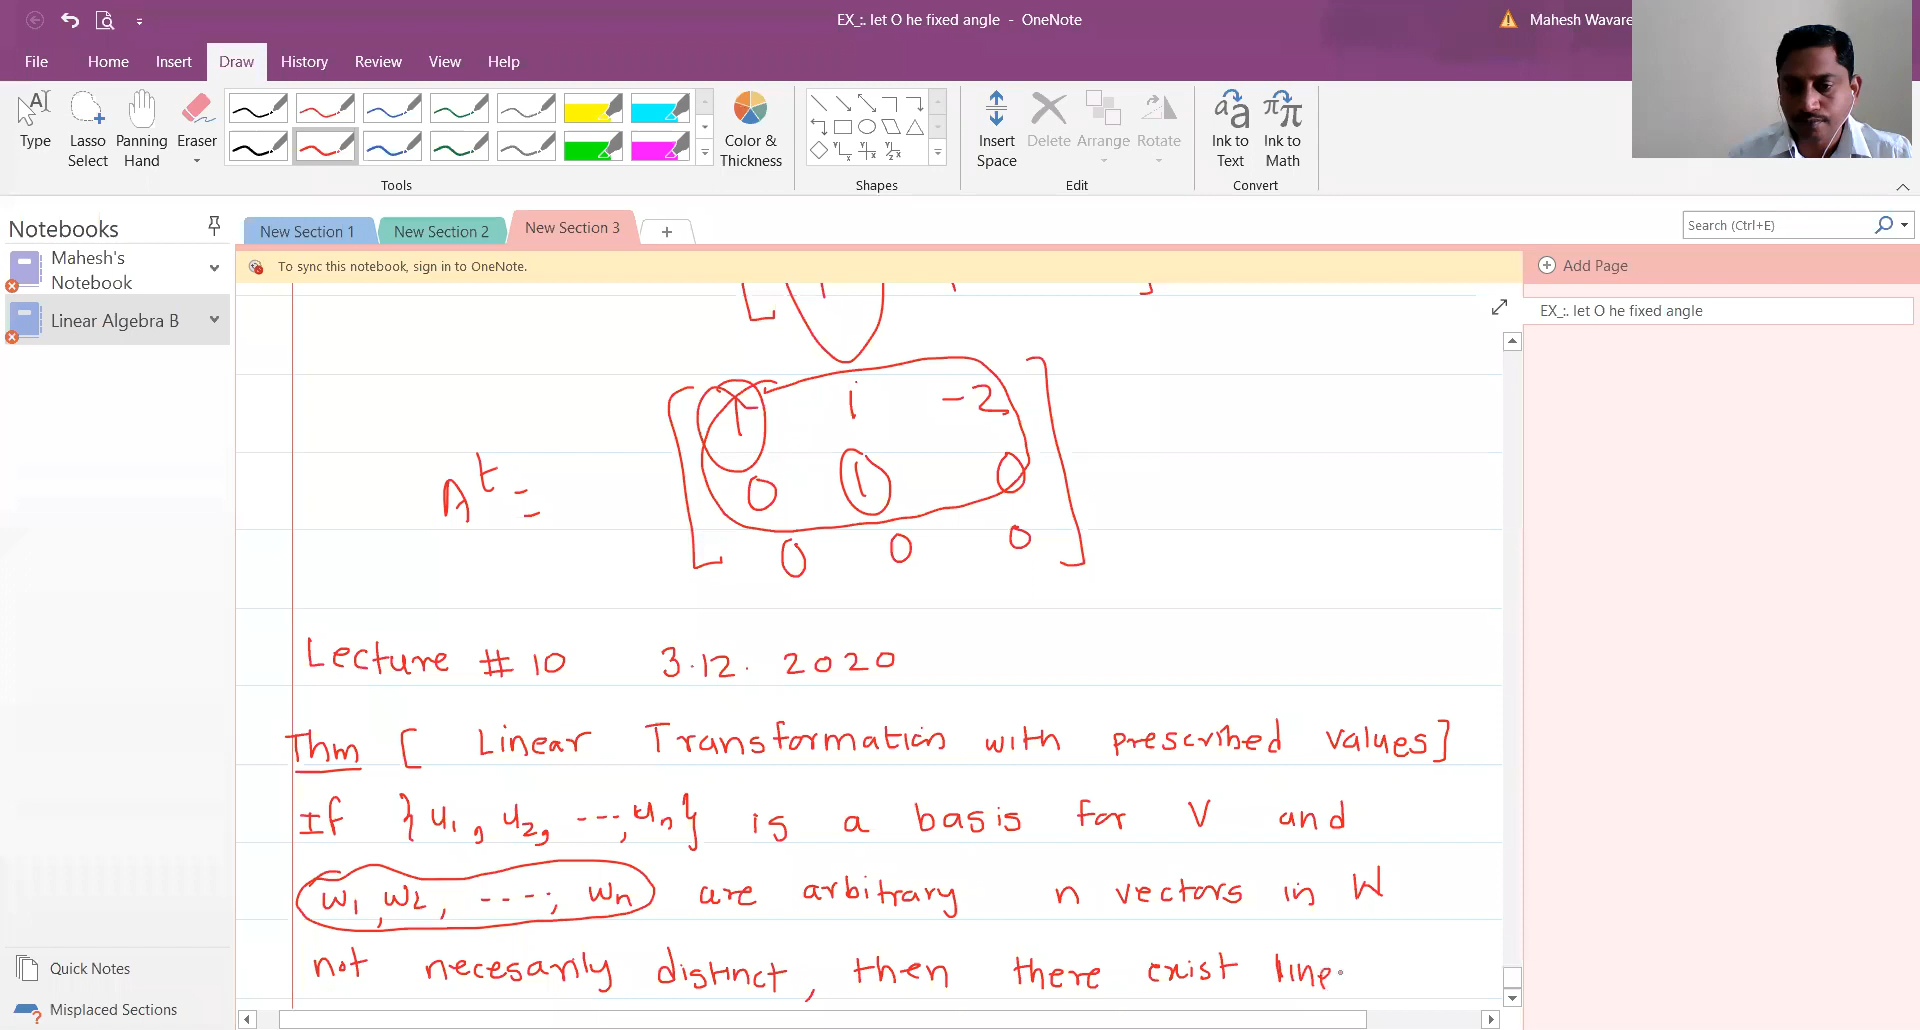 EX_:. let O he fixed angle - OneNote
Mahesh Wavare
File Home Insert Draw History Review View Help
Type
Lasso Select
Panning Hand
Eraser
Color & Thickness
Insert Space
Delete
Arrange
Rotate
Ink to Text
Ink to Math
Tools
Shapes
Edit
Convert
Notebooks
New Section 1
New Section 2
New Section 3
Search (Ctrl+E)
Mahesh's Notebook
Linear Algebra B
To sync this notebook, sign in to OneNote.
Add Page
EX_:. let O he fixed angle
1 1 -2
A^t =
0 1 0
0 0 0
Lecture # 10 3.12. 2020
Thm [ Linear Transformation with prescribed values]
If {u1, u2, ---, un} is a basis for V and
w1, w2, ----, wn are arbitrary n vectors in W
not necesarily distinct, then there exist line
Quick Notes
Misplaced Sections